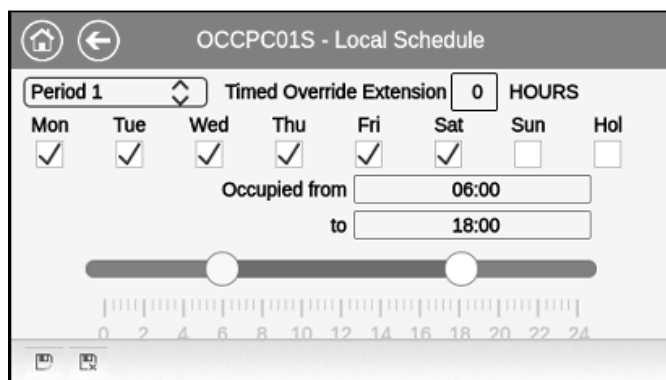 OCCPC01S - Local Schedule
Period 1 Timed Override Extension 0 HOURS
Mon Tue Wed Thu Fri Sat Sun Hol
Occupied from 06:00
to 18:00
0 2 4 6 8 10 12 14 16 18 20 22 24